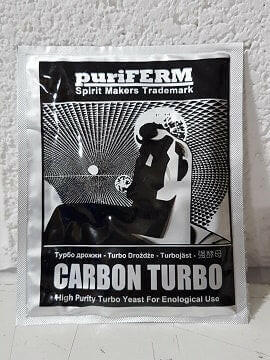 puriFERM
Spirit Makers Trademark
Турбо дрожжи - Turbo Drożdże - Turbojäst - 強酵母
CARBON TURBO
High Purity Turbo Yeast For Enological Use